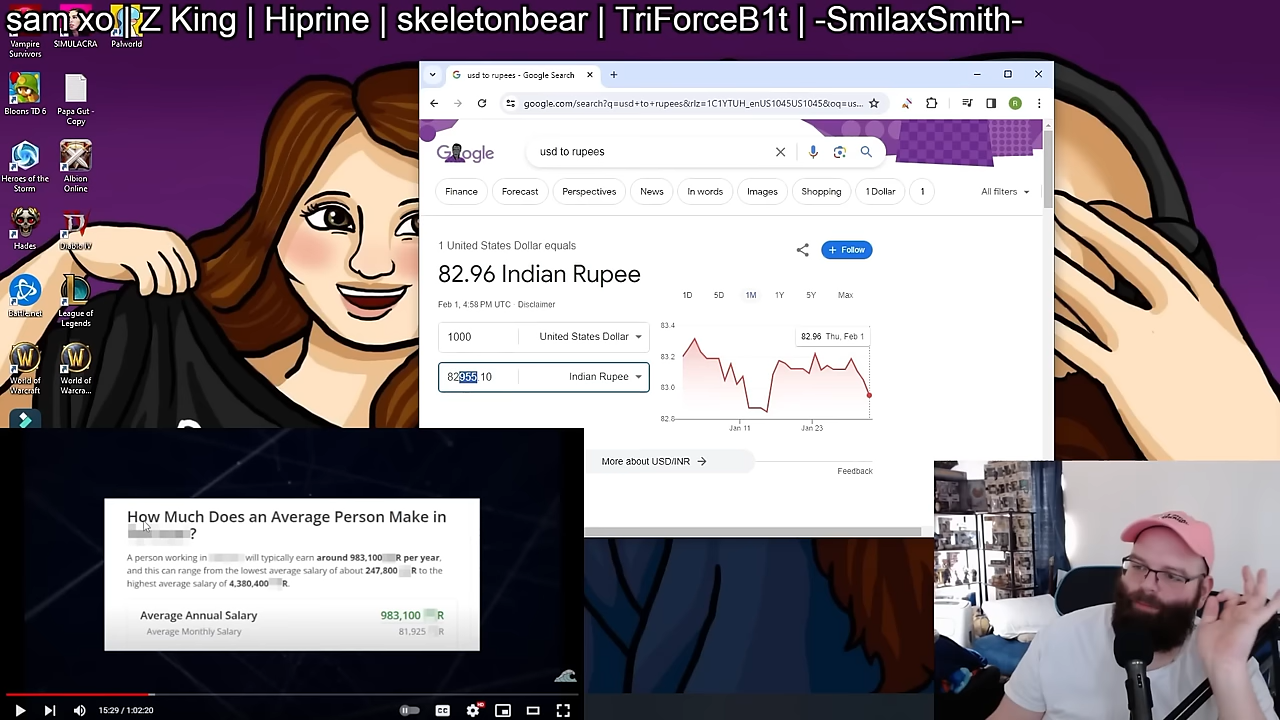 samixo | Z King | Hiprine | skeletonbear | TriForceB1t | -SmilaxSmith-
Vampire Survivors
SIMULACRA
Palworld
Bloons TD 6
Papa Gut - Copy
Heroes of the Storm
Albion Online
Hades
Diablo IV
Battle.net
League of Legends
World of Warcraft
World of Warcra...
usd to rupees - Google Search
google.com/search?q=usd+to+rupees&rlz=1C1YTUH_enUS1045US1045&oq=us...
R
Google
usd to rupees
Finance
Forecast
Perspectives
News
In words
Images
Shopping
1 Dollar
1
All filters
1 United States Dollar equals
82.96 Indian Rupee
Feb 1, 4:58 PM UTC · Disclaimer
+ Follow
1000 United States Dollar
82955.10 Indian Rupee
1D 5D 1M 1Y 5Y Max
83.4
82.96 Thu, Feb 1
83.2
83.0
82.8
Jan 11 Jan 23
More about USD/INR
Feedback
How Much Does an Average Person Make in
?
A person working in will typically earn around 983,100 R per year,
and this can range from the lowest average salary of about 247,800 R to the
highest average salary of 4,380,400 R.
Average Annual Salary 983,100 R
Average Monthly Salary 81,925 R
15:29 / 1:02:20
CC
HD